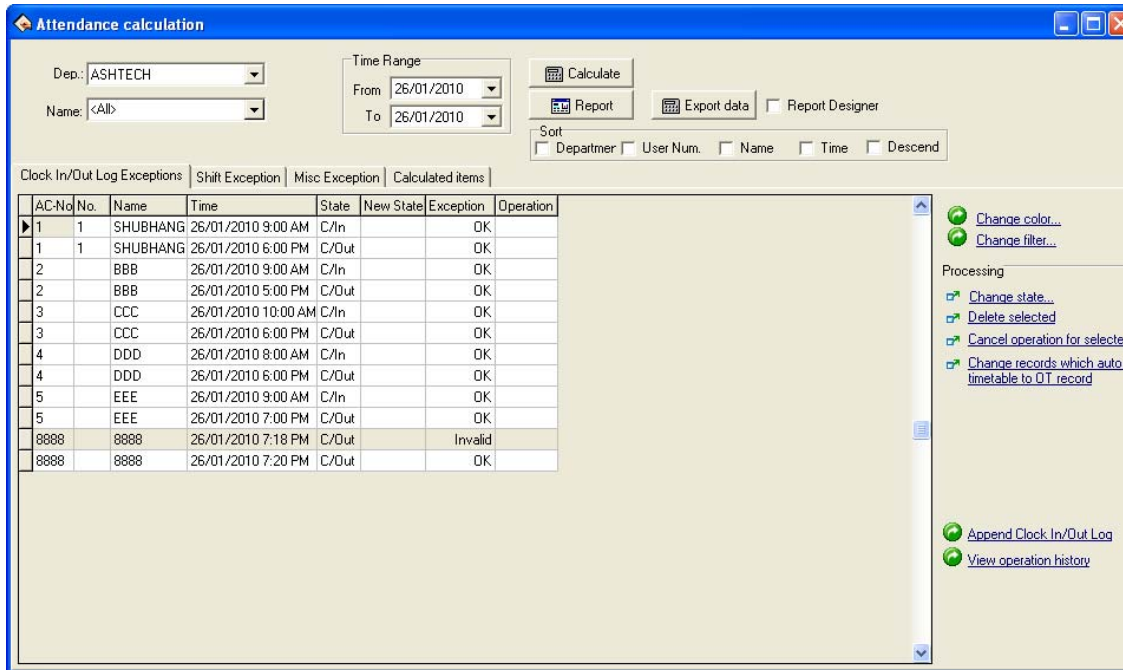 Attendance calculation
Dep.: ASHTECH
Name: <All>
Time Range
From 26/01/2010
To 26/01/2010
Calculate
Report Export data Report Designer
Sort
Departmer User Num. Name Time Descend
Clock In/Out Log Exceptions Shift Exception Misc Exception Calculated items
AC-No No. Name Time State New State Exception Operation
1 1 SHUBHANG 26/01/2010 9:00 AM C/In OK
1 1 SHUBHANG 26/01/2010 6:00 PM C/Out OK
2 BBB 26/01/2010 9:00 AM C/In OK
2 BBB 26/01/2010 5:00 PM C/Out OK
3 CCC 26/01/2010 10:00 AM C/In OK
3 CCC 26/01/2010 6:00 PM C/Out OK
4 DDD 26/01/2010 8:00 AM C/In OK
4 DDD 26/01/2010 6:00 PM C/Out OK
5 EEE 26/01/2010 9:00 AM C/In OK
5 EEE 26/01/2010 7:00 PM C/Out OK
8888 8888 26/01/2010 7:18 PM C/Out Invalid
8888 8888 26/01/2010 7:20 PM C/Out OK
Change color...
Change filter...
Processing
Change state...
Delete selected
Cancel operation for selecte
Change records which auto
timetable to OT record
Append Clock In/Out Log
View operation history